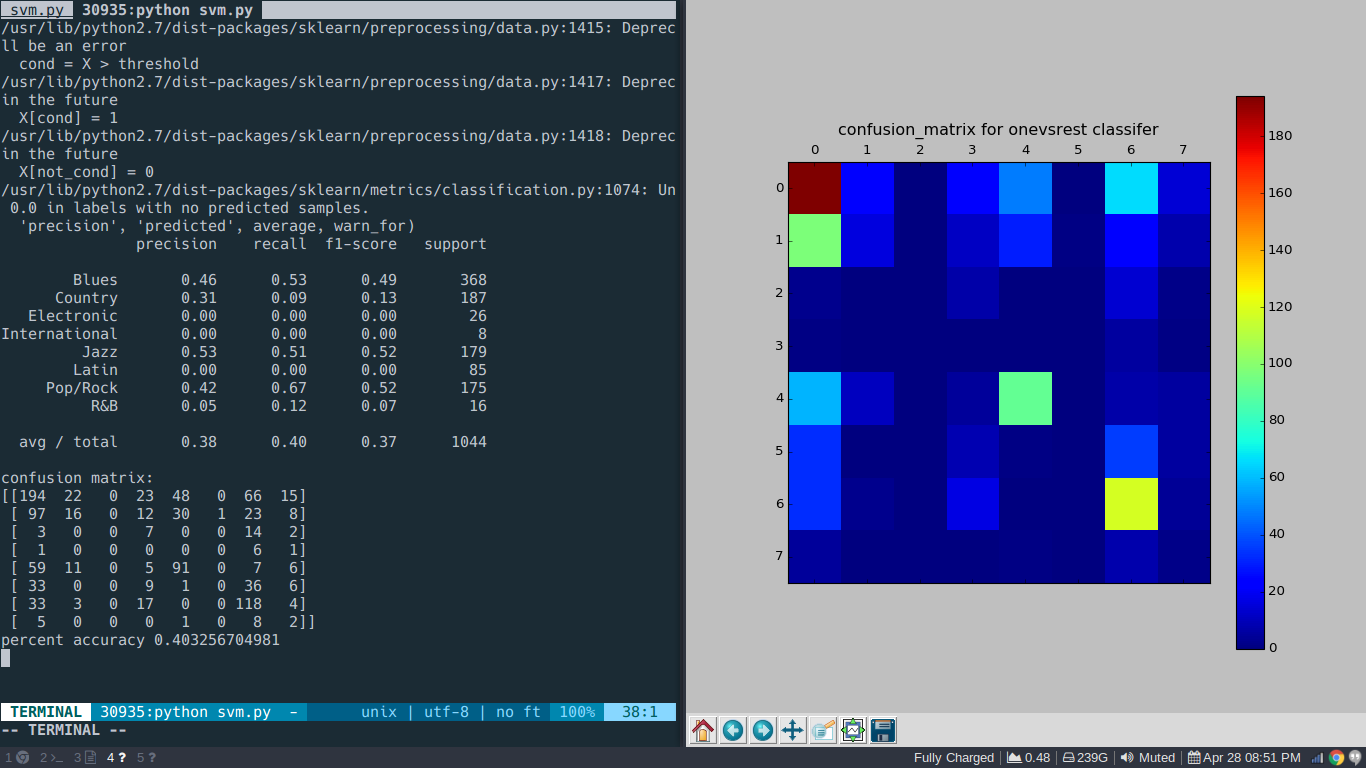 svm.py 30935:python svm.py
/usr/lib/python2.7/dist-packages/sklearn/preprocessing/data.py:1415: Deprec
ll be an error
cond = X > threshold
/usr/lib/python2.7/dist-packages/sklearn/preprocessing/data.py:1417: Deprec
in the future
X[cond] = 1
/usr/lib/python2.7/dist-packages/sklearn/preprocessing/data.py:1418: Deprec
in the future
X[not_cond] = 0
/usr/lib/python2.7/dist-packages/sklearn/metrics/classification.py:1074: Un
0.0 in labels with no predicted samples.
'precision', 'predicted', average, warn_for)
precision recall f1-score support
Blues 0.46 0.53 0.49 368
Country 0.31 0.09 0.13 187
Electronic 0.00 0.00 0.00 26
International 0.00 0.00 0.00 8
Jazz 0.53 0.51 0.52 179
Latin 0.00 0.00 0.00 85
Pop/Rock 0.42 0.67 0.52 175
R&B 0.05 0.12 0.07 16
avg / total 0.38 0.40 0.37 1044
confusion matrix:
[[194 22 0 23 48 0 66 15]
[ 97 16 0 12 30 1 23 8]
[ 3 0 0 7 0 0 14 2]
[ 1 0 0 0 0 0 6 1]
[ 59 11 0 5 91 0 7 6]
[ 33 0 0 9 1 0 36 6]
[ 33 3 0 17 0 0 118 4]
[ 5 0 0 0 1 0 8 2]]
percent accuracy 0.403256704981
TERMINAL 30935:python svm.py - unix | utf-8 | no ft 100% 38:1
-- TERMINAL --
confusion_matrix for onevsrest classifer
0 1 2 3 4 5 6 7
0
1
2
3
4
5
6
7
180
160
140
120
100
80
60
40
20
0
1 2 >_ 3 4 ? 5 ? Fully Charged | 0.48 | 239G | Muted | Apr 28 08:51 PM